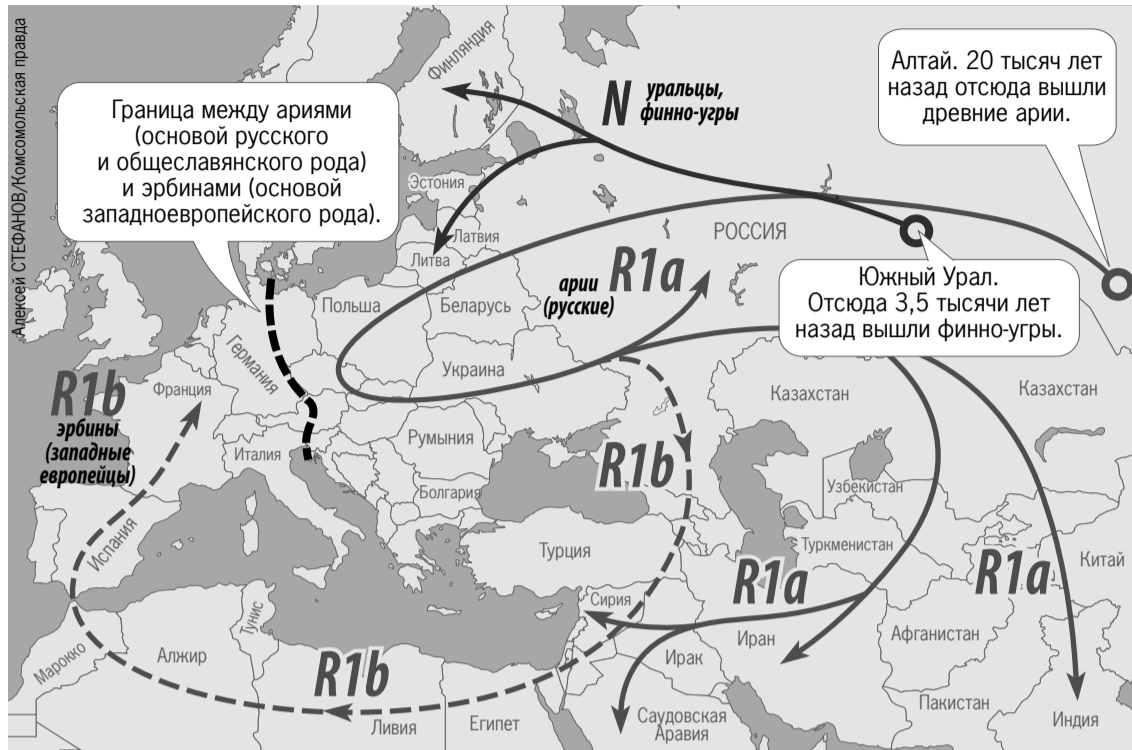 Алексей СТЕФАНОВ/Комсомольская правда
Граница между ариями
(основой русского
и общеславянского рода)
и эрбинами (основой
западноевропейского рода).
ФИНЛЯНДИЯ
N уральцы,
финно-угры
Алтай. 20 тысяч лет
назад отсюда вышли
древние арии.
ЭСТОНИЯ
Латвия
Литва
РОССИЯ
Южный Урал.
Отсюда 3,5 тысячи лет
назад вышли финно-угры.
арии R1a
(русские)
Польша
Беларусь
Германия
Украина
R1b
эрбины
(западные
европейцы)
Франция
Казахстан
Казахстан
Италия
Румыния
R1b
Болгария
Узбекистан
Испания
Турция
Туркменистан
R1a
R1a
Китай
Сирия
Тунис
Марокко
Алжир
R1b
Ирак
Иран
Афганистан
Ливия
Египет
Саудовская
Аравия
Пакистан
Индия